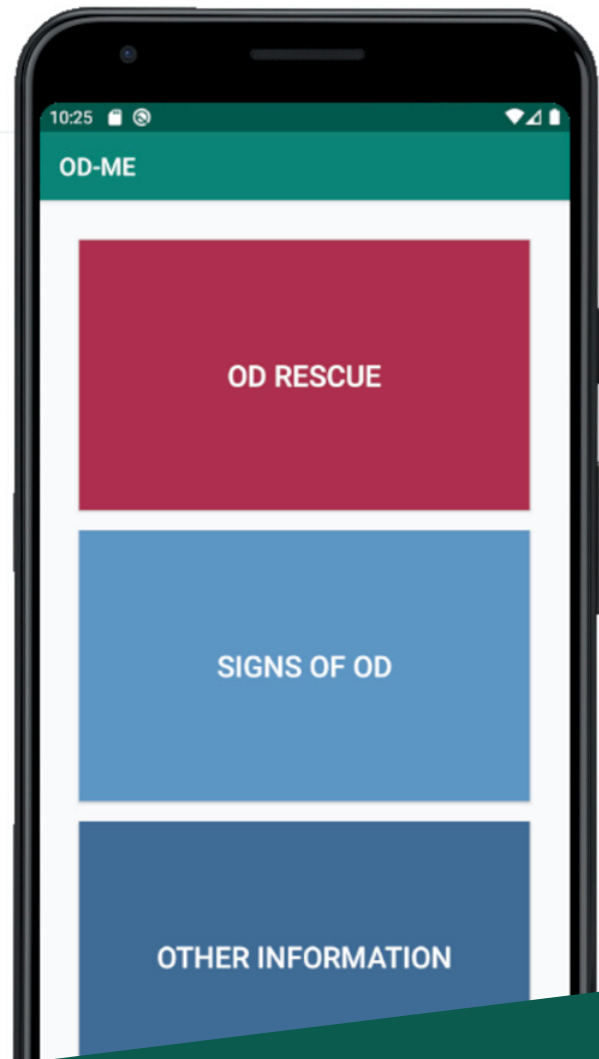 10:25
OD-ME
OD RESCUE
SIGNS OF OD
OTHER INFORMATION